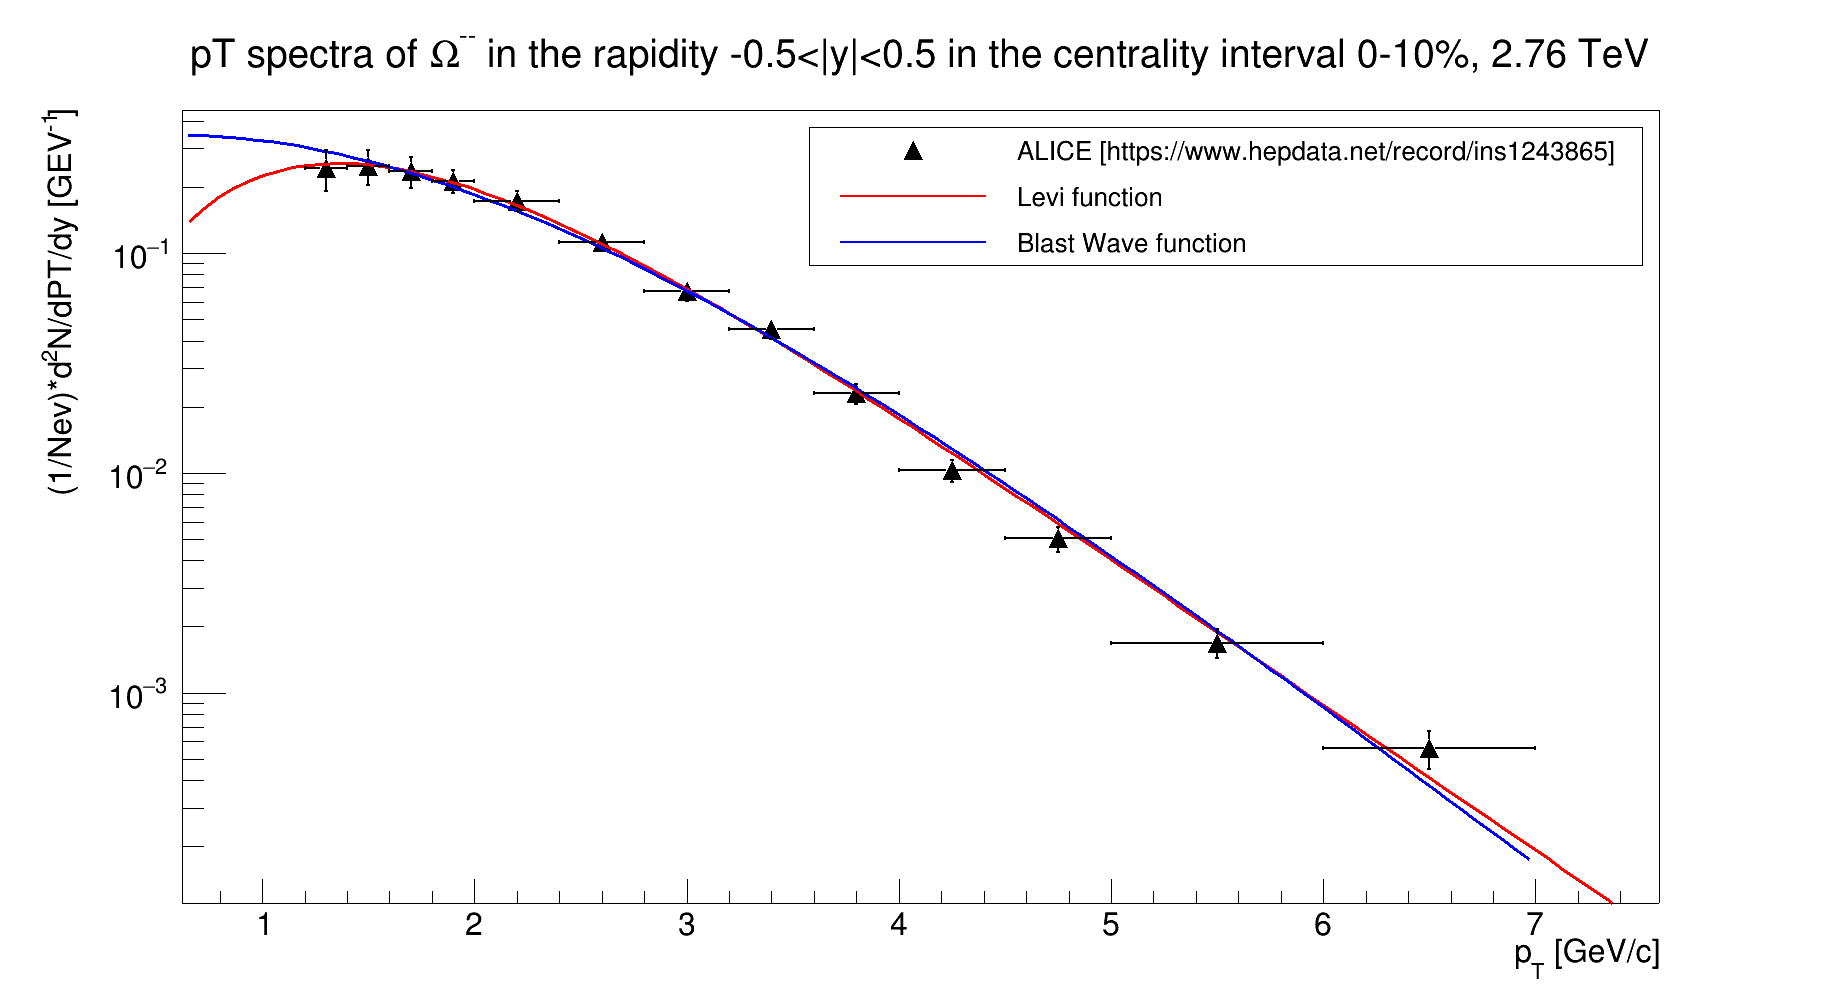 pT spectra of Ω⁻⁻ in the rapidity -0.5<|y|<0.5 in the centrality interval 0-10%, 2.76 TeV
(1/Nev)*d²N/dPT/dy [GEV⁻¹]
ALICE [https://www.hepdata.net/record/ins1243865]
Levi function
Blast Wave function
10⁻¹
10⁻²
10⁻³
1 2 3 4 5 6 7
p_T [GeV/c]